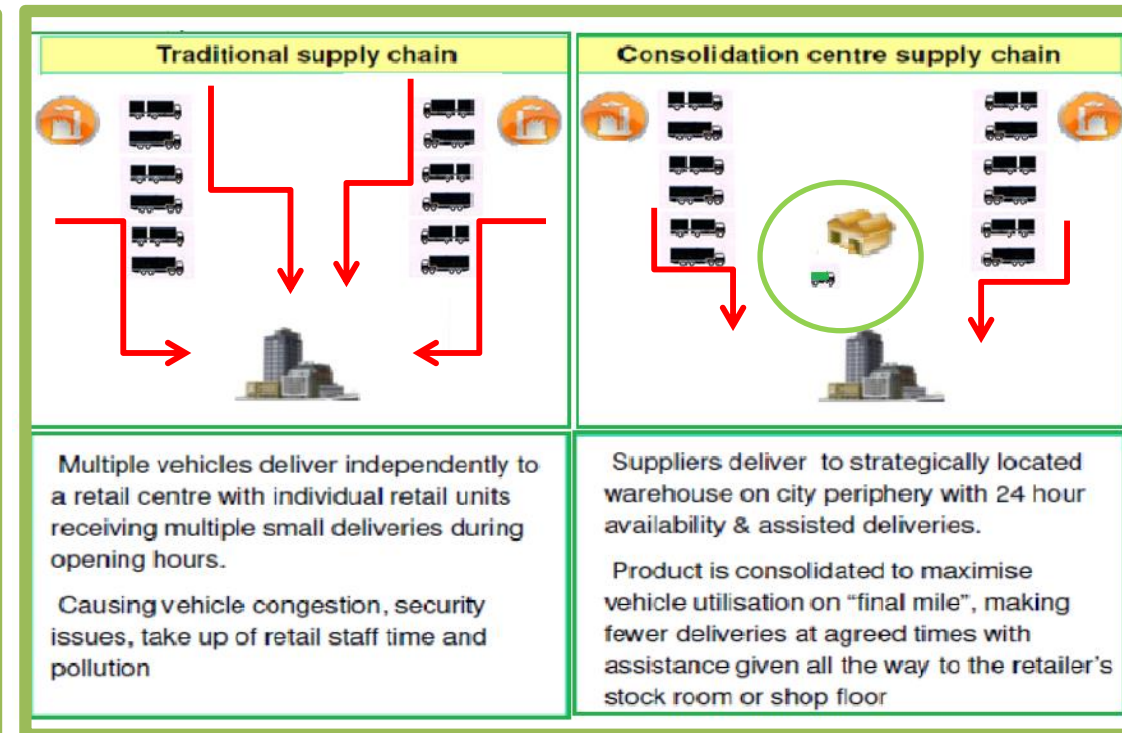 Traditional supply chain
Multiple vehicles deliver independently to
a retail centre with individual retail units
receiving multiple small deliveries during
opening hours.
Causing vehicle congestion, security
issues, take up of retail staff time and
pollution
Consolidation centre supply chain
Suppliers deliver to strategically located
warehouse on city periphery with 24 hour
availability & assisted deliveries.
Product is consolidated to maximise
vehicle utilisation on “final mile”, making
fewer deliveries at agreed times with
assistance given all the way to the retailer's
stock room or shop floor